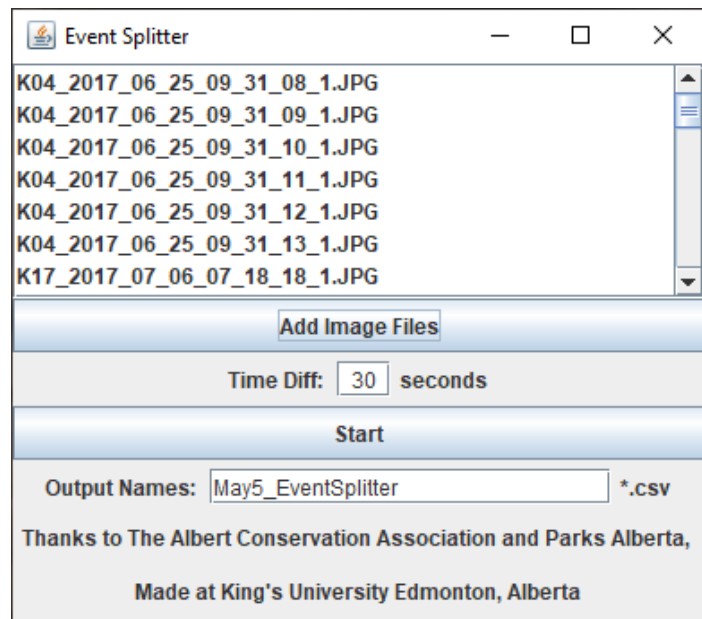 Event Splitter
K04_2017_06_25_09_31_08_1.JPG
K04_2017_06_25_09_31_09_1.JPG
K04_2017_06_25_09_31_10_1.JPG
K04_2017_06_25_09_31_11_1.JPG
K04_2017_06_25_09_31_12_1.JPG
K04_2017_06_25_09_31_13_1.JPG
K17_2017_07_06_07_18_18_1.JPG
Add Image Files
Time Diff: 30 seconds
Start
Output Names: May5_EventSplitter *.csv
Thanks to The Albert Conservation Association and Parks Alberta,
Made at King's University Edmonton, Alberta